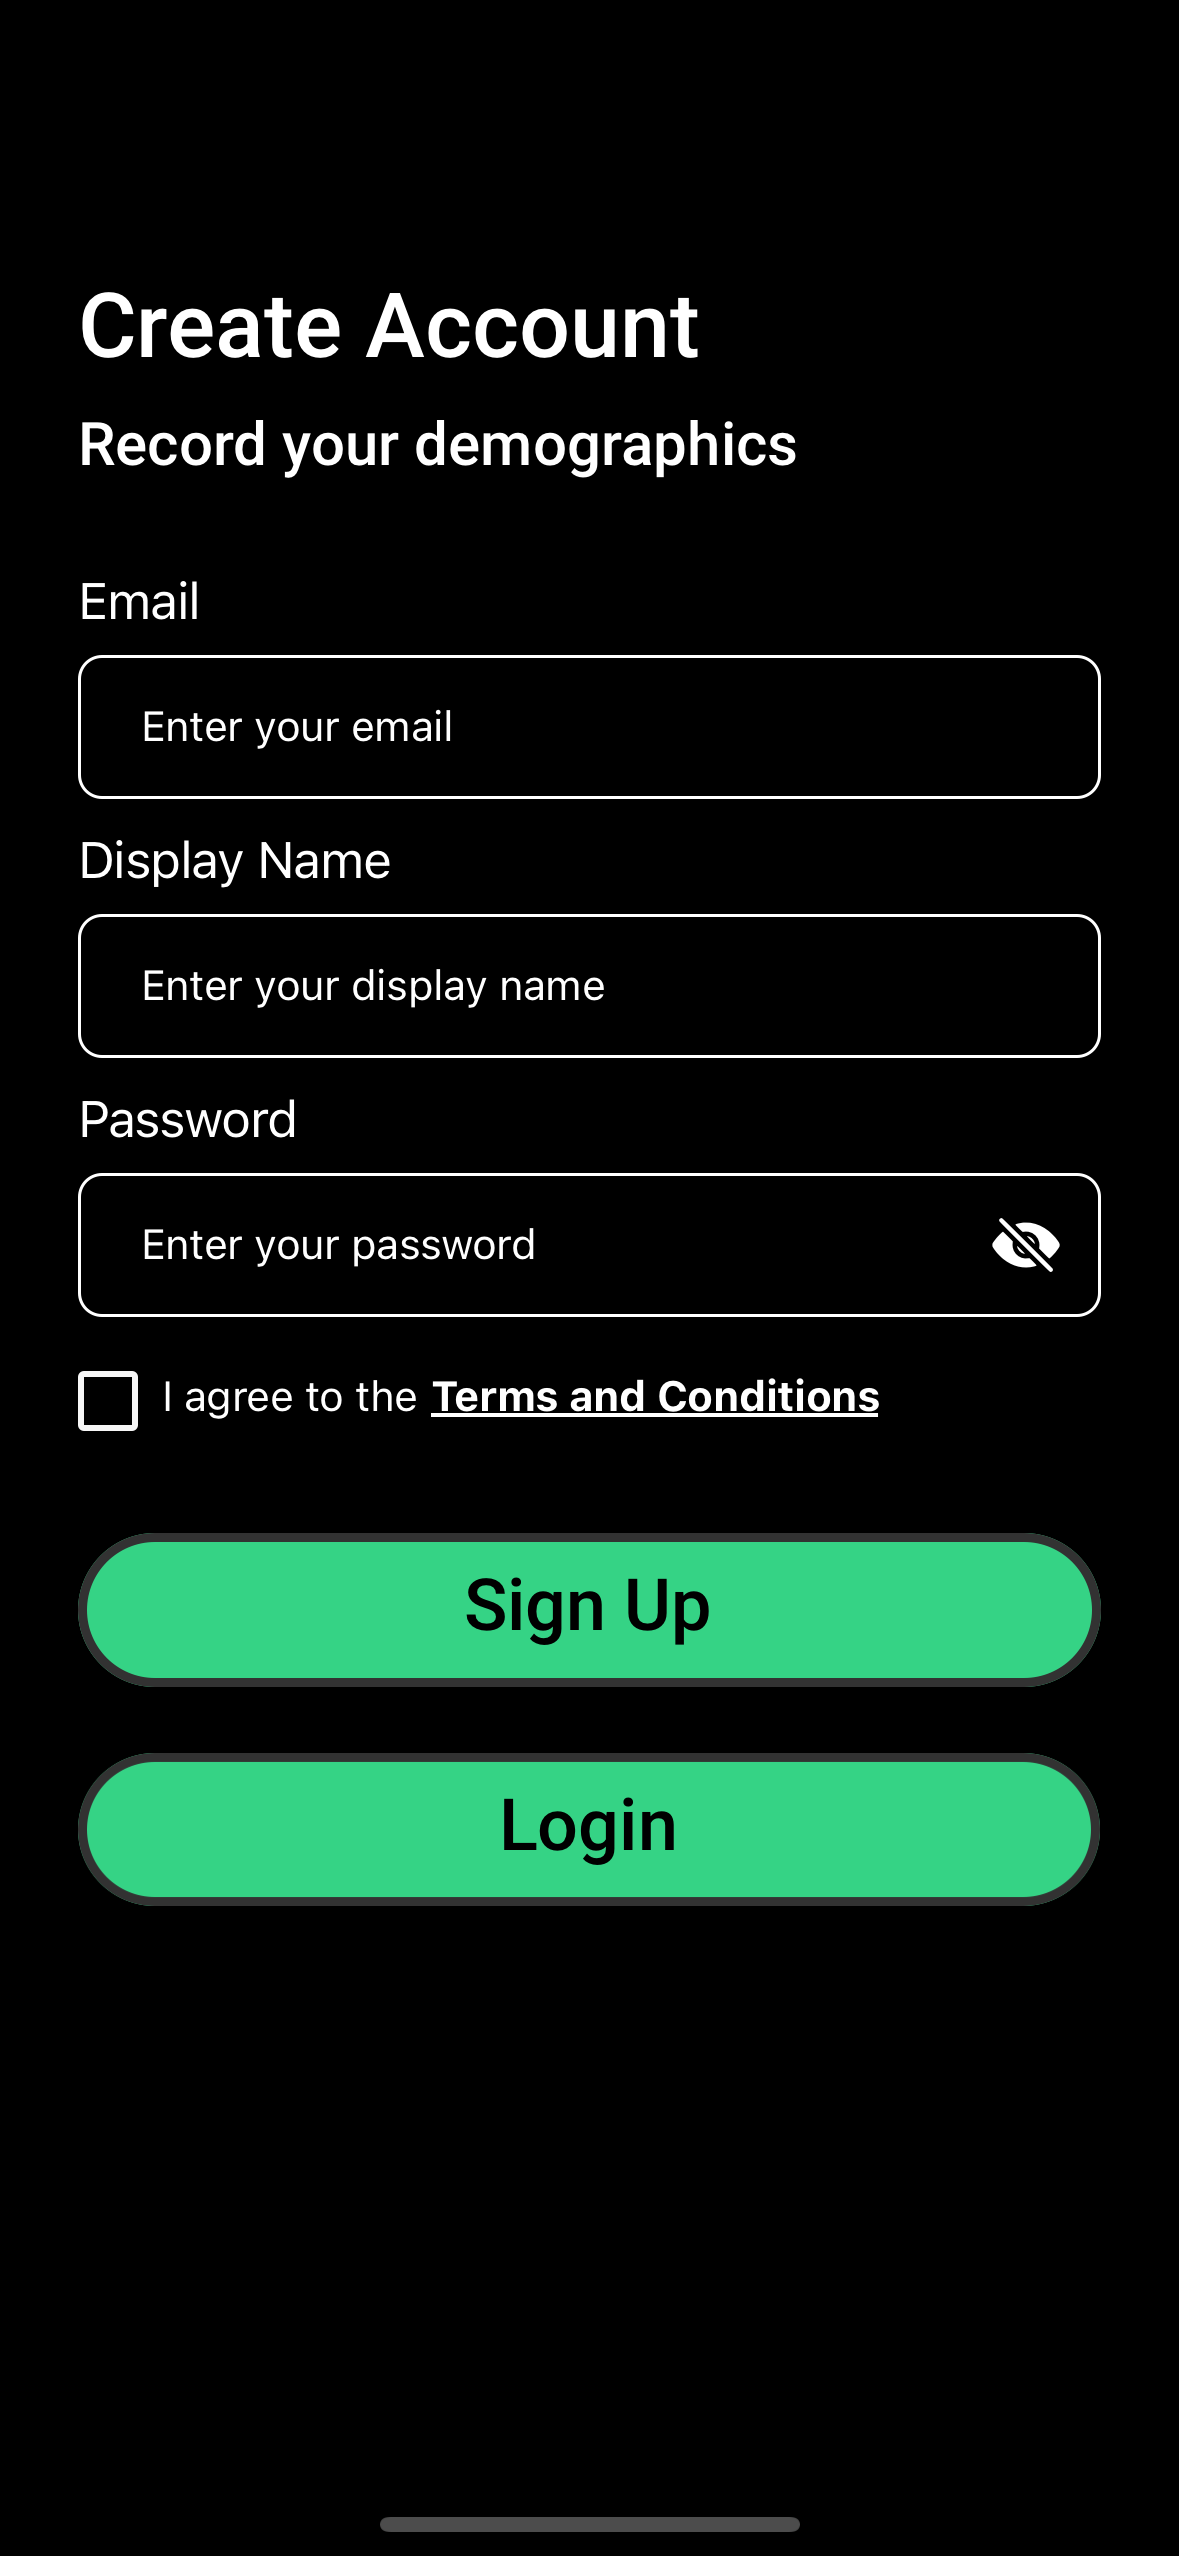 Create Account
Record your demographics
Email
Enter your email
Display Name
Enter your display name
Password
Enter your password
I agree to the Terms and Conditions
Sign Up
Login